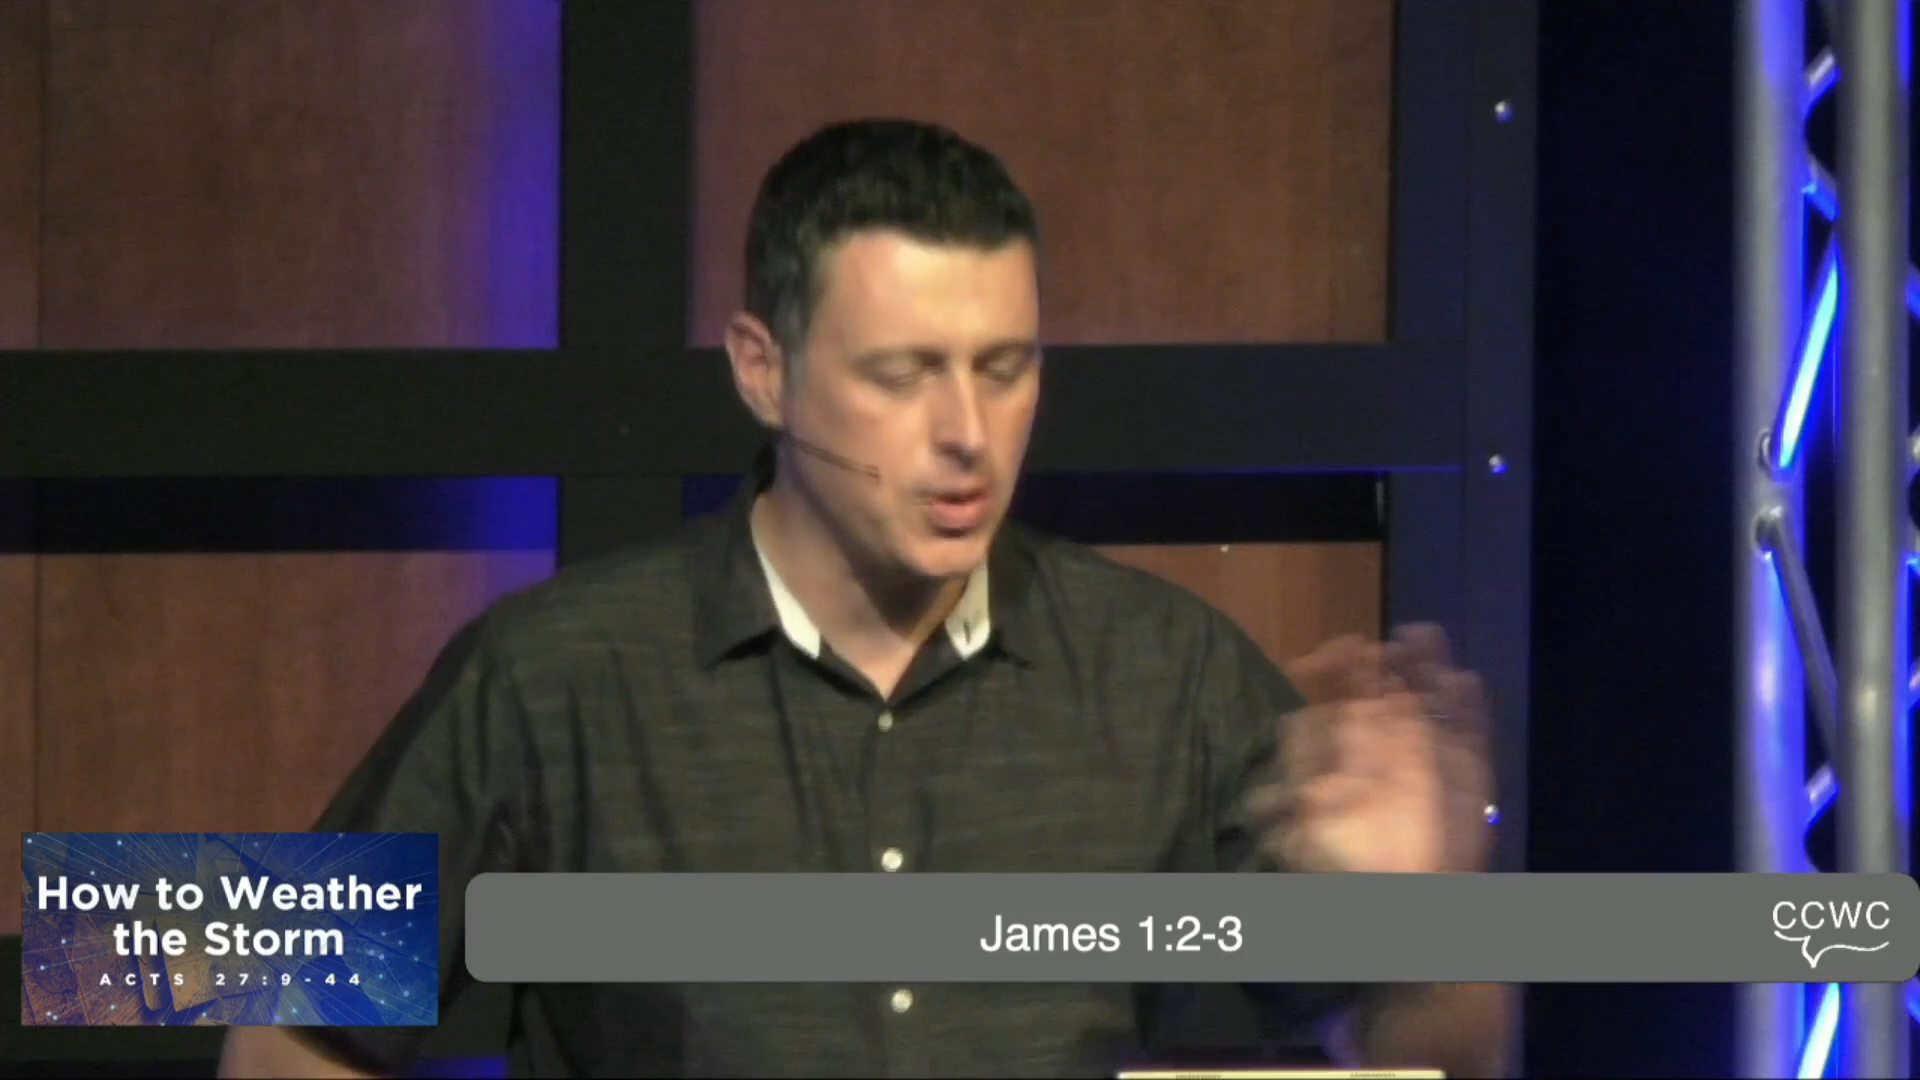 How to Weather
the Storm
ACTS 27:9-44
James 1:2-3
CCWC